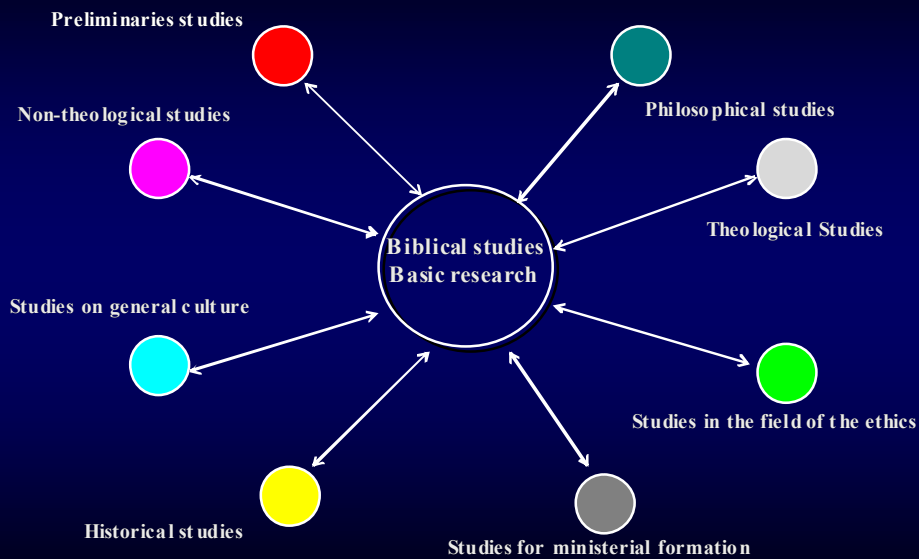 Preliminaries studies
Non-theological studies
Philosophical studies
Theological Studies
Biblical studies
Basic research
Studies on general culture
Studies in the field of the ethics
Historical studies
Studies for ministerial formation